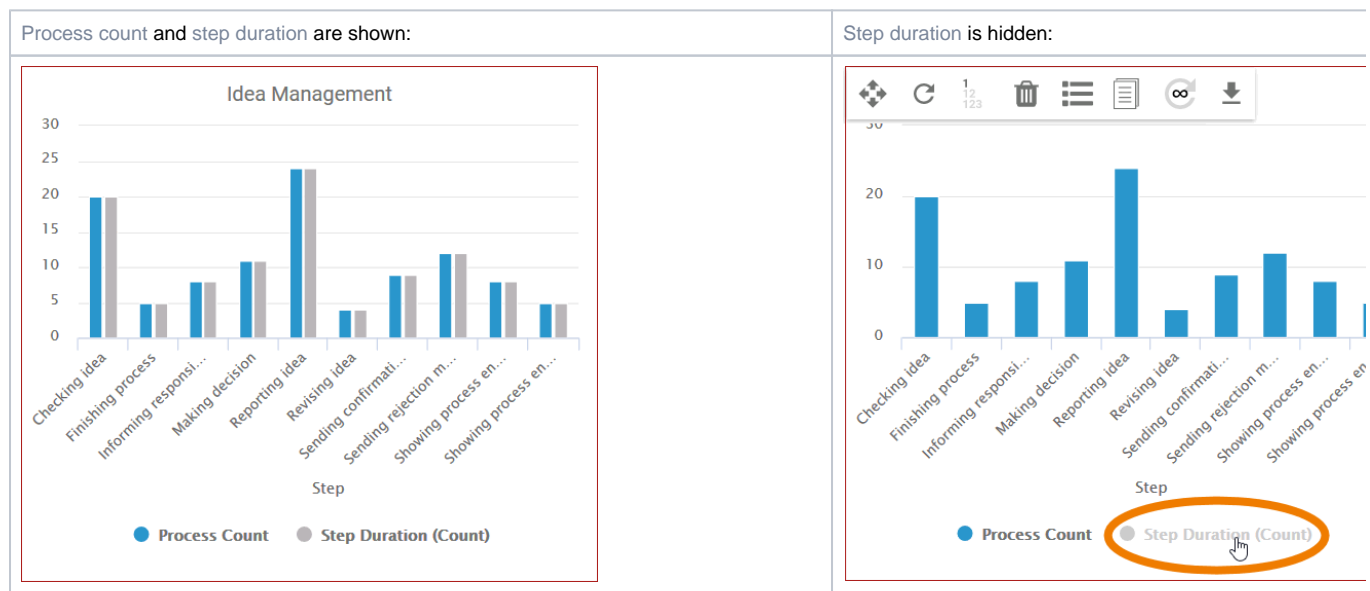 Process count and step duration are shown:
Step duration is hidden:
Idea Management
30
25
20
15
10
5
0
Checking idea
Finishing process
Informing responsi...
Making decision
Reporting idea
Revising idea
Sending confirmati...
Sending rejection m...
Showing process en...
Showing process en...
Step
Process Count
Step Duration (Count)
1
12
123
30
20
10
0
Checking idea
Finishing process
Informing responsi...
Making decision
Reporting idea
Revising idea
Sending confirmati...
Sending rejection m...
Showing process en...
Showing process en
Step
Process Count
Step Duration (Count)